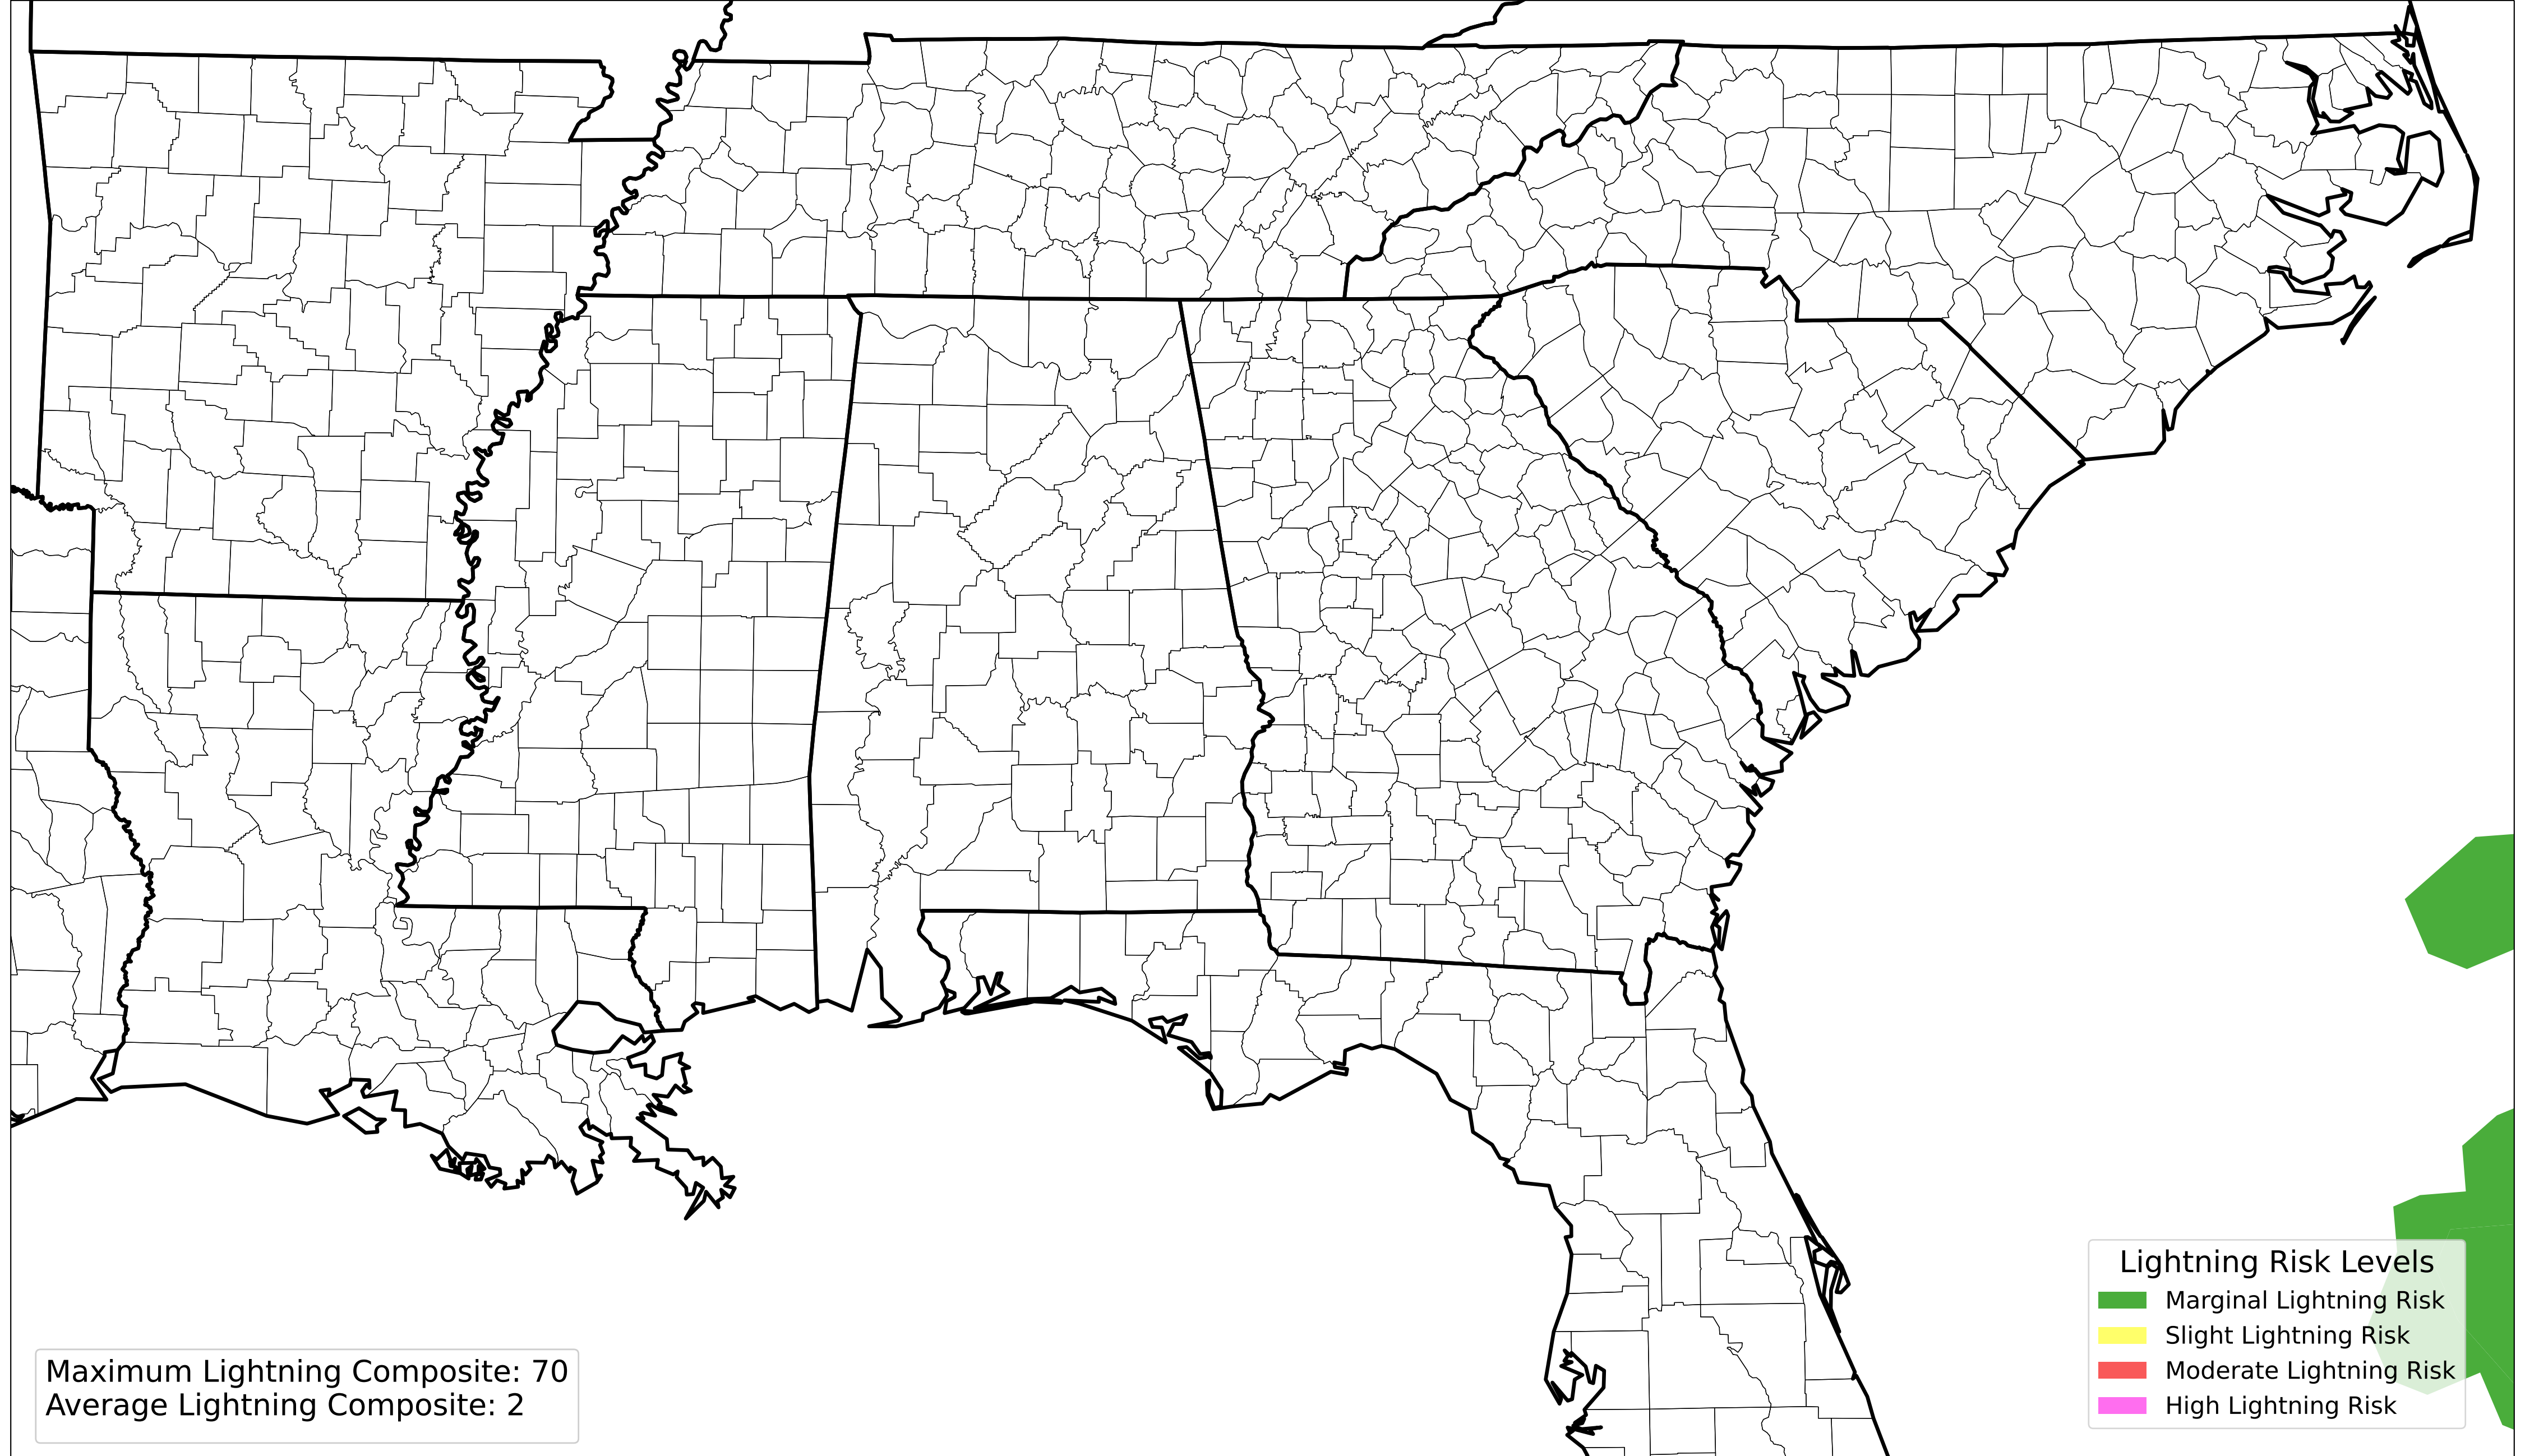 Lightning Risk Levels
Marginal Lightning Risk
Slight Lightning Risk
Moderate Lightning Risk
High Lightning Risk
Maximum Lightning Composite: 70
Average Lightning Composite: 2